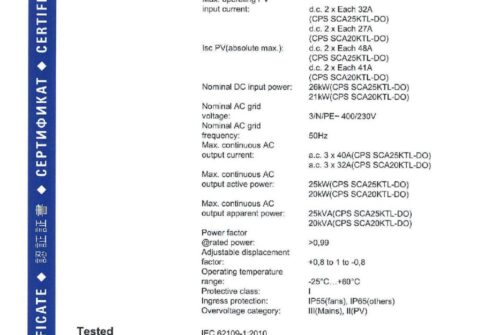 Max. operating PV
input current: d.c. 2 x Each 32A
(CPS SCA25KTL-DO)
d.c. 2 x Each 27A
(CPS SCA20KTL-DO)
Isc PV(absolute max.): d.c. 2 x Each 48A
(CPS SCA25KTL-DO)
d.c. 2 x Each 41A
(CPS SCA20KTL-DO)
Nominal DC input power: 26kW(CPS SCA25KTL-DO)
21kW(CPS SCA20KTL-DO)
Nominal AC grid
voltage: 3/N/PE~ 400/230V
Nominal AC grid
frequency: 50Hz
Max. continuous AC
output current: a.c. 3 x 40A(CPS SCA25KTL-DO)
a.c. 3 x 32A(CPS SCA20KTL-DO)
Max. continuous AC
output active power: 25kW(CPS SCA25KTL-DO)
20kW(CPS SCA20KTL-DO)
Max. continuous AC
output apparent power: 25kVA(CPS SCA25KTL-DO)
20kVA(CPS SCA20KTL-DO)
Power factor
@rated power: >0,99
Adjustable displacement
factor: +0,8 to 1 to -0,8
Operating temperature
range: -25°C...+60°C
Protective class: I
Ingress protection: IP55(fans), IP65(others)
Overvoltage category: III(Mains), II(PV)
Tested IEC 62109-1:2010
FICATE ◆ 認証証書 ◆ СЕРТИФИКАТ ◆ CERTIF